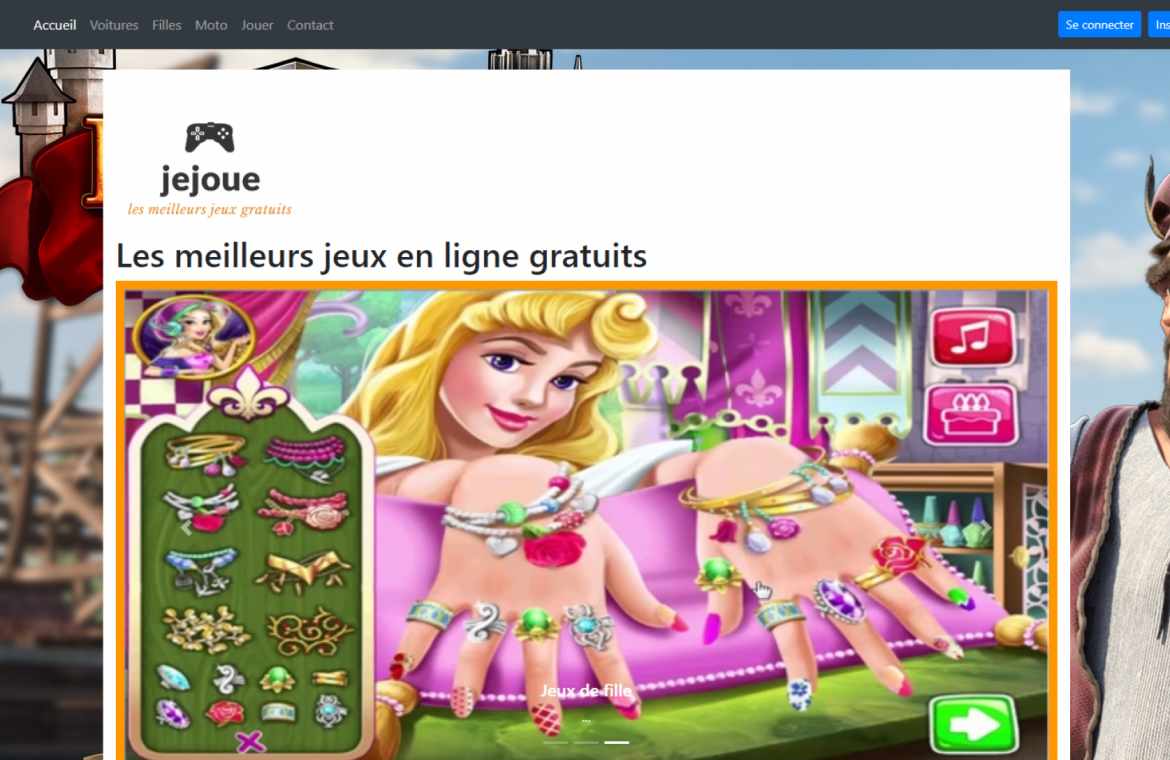 Accueil Voitures Filles Moto Jouer Contact Se connecter
jejoue
les meilleurs jeux gratuits
Les meilleurs jeux en ligne gratuits
Jeux de fille
...